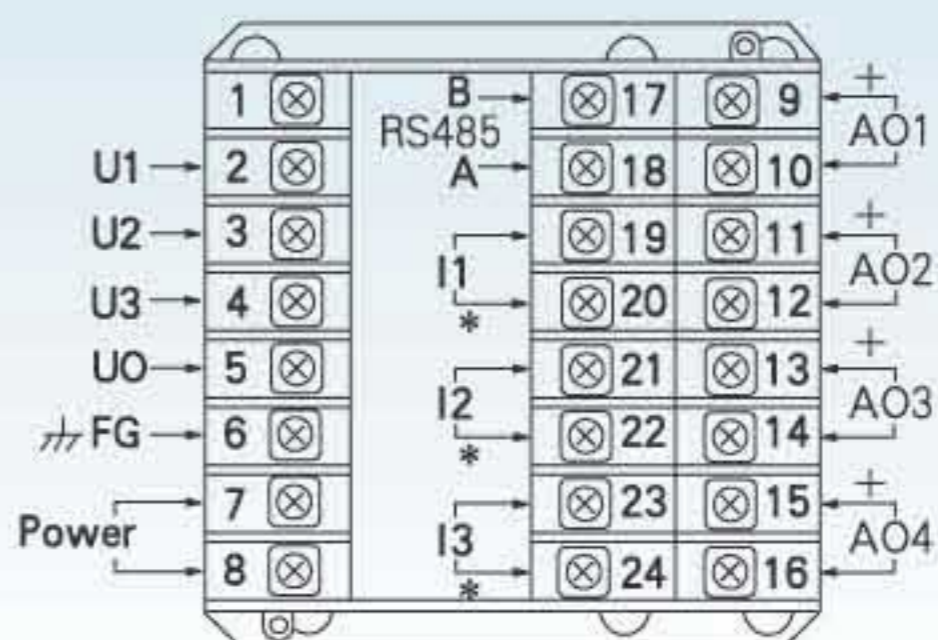 1 B 17 9 +
RS485 AO1
U1 2 A 18 10
U2 3 19 11 +
I1 AO2
U3 4 * 20 12
UO 5 21 13 +
I2 AO3
FG 6 * 22 14
7 23 15 +
Power I3 AO4
8 * 24 16